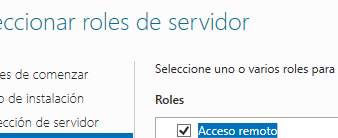 eccionar roles de servidor
es de comenzar
o de instalación
ección de servidor
Seleccione uno o varios roles para
Roles
Acceso remoto